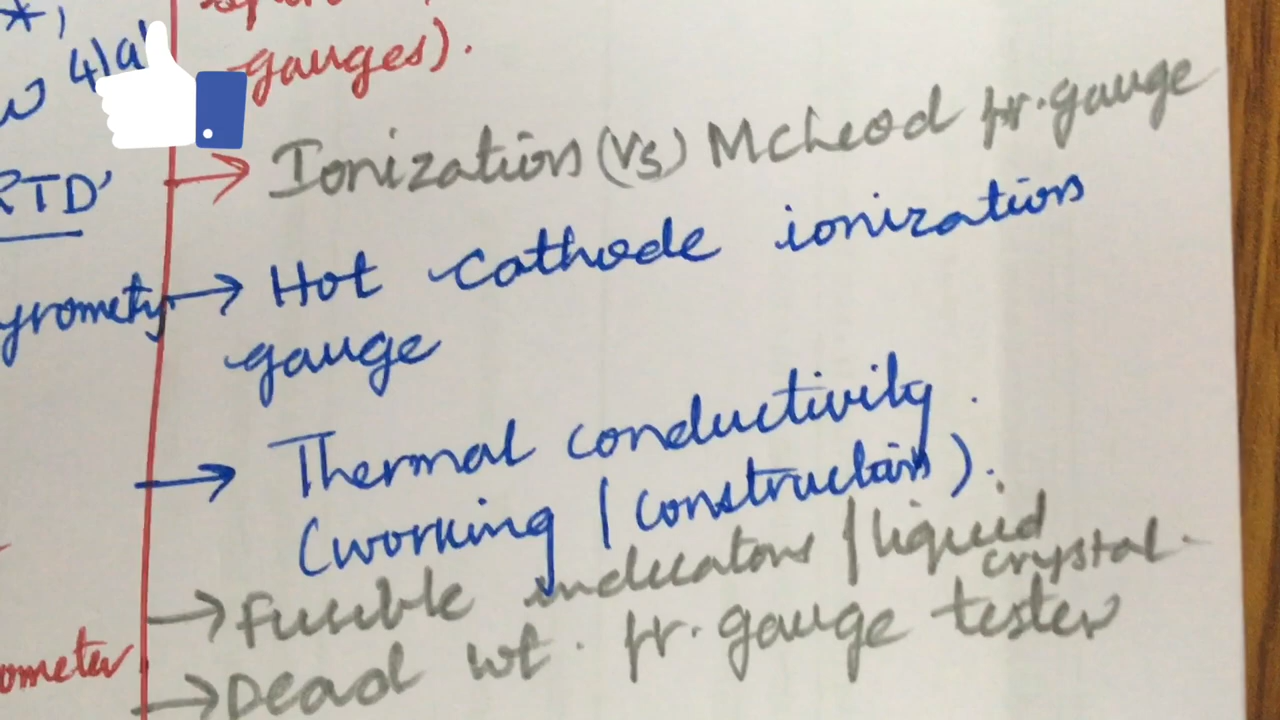 *,
4)a)
gauges).
→ Ionization (Vs) McLeod pr. gauge
RTD'
→ Hot cathode ionization
gauge
→ Thermal conductivity.
(working / construction).
→ Fusible indicators / liquid crystal.
→ Dead wt. pr. gauge tester